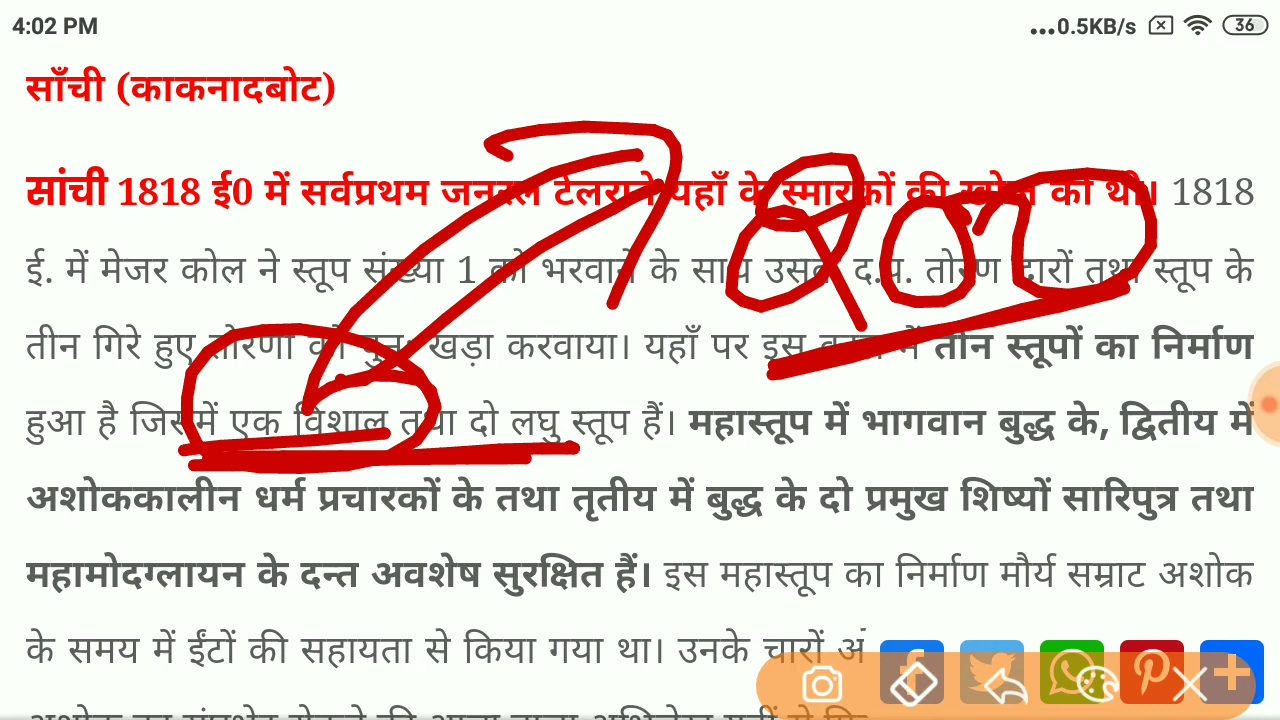 4:02 PM
...0.5KB/s 36
साँची (काकनादबोट)
सांची 1818 ई0 में सर्वप्रथम जनरल टेलर ने यहाँ के स्मारकों की खोज की थी। 1818
ई. में मेजर कोल ने स्तूप संख्या 1 को भरवाने के साथ उसके द.प. तोरण द्वारों तथा स्तूप के
तीन गिरे हुए तोरणों को पुनः खड़ा करवाया। यहाँ पर इस में तीन स्तूपों का निर्माण
हुआ है जिसमें एक विशाल तथा दो लघु स्तूप हैं। महास्तूप में भागवान बुद्ध के, द्वितीय में
अशोककालीन धर्म प्रचारकों के तथा तृतीय में बुद्ध के दो प्रमुख शिष्यों सारिपुत्र तथा
महामोदग्लायन के दन्त अवशेष सुरक्षित हैं। इस महास्तूप का निर्माण मौर्य सम्राट अशोक
के समय में ईंटों की सहायता से किया गया था। उनके चारों